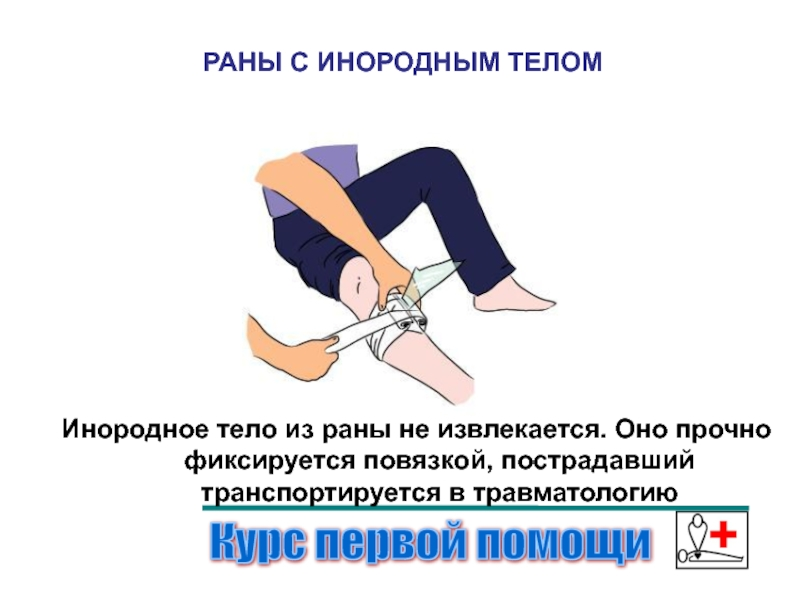 РАНЫ С ИНОРОДНЫМ ТЕЛОМ
Инородное тело из раны не извлекается. Оно прочно
фиксируется повязкой, пострадавший
транспортируется в травматологию
Курс первой помощи